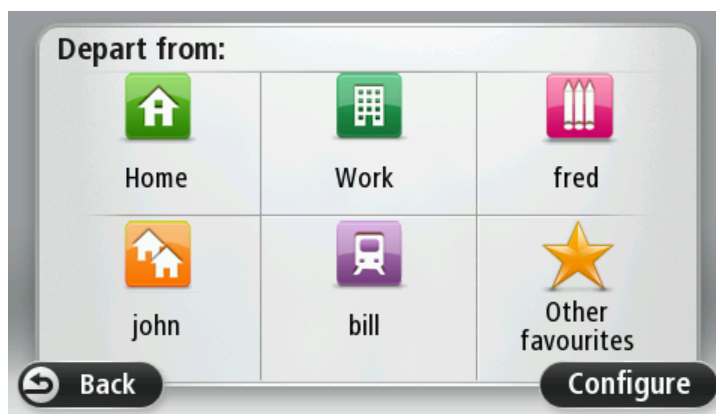 Depart from:
Home
Work
fred
john
bill
Other
favourites
Back
Configure